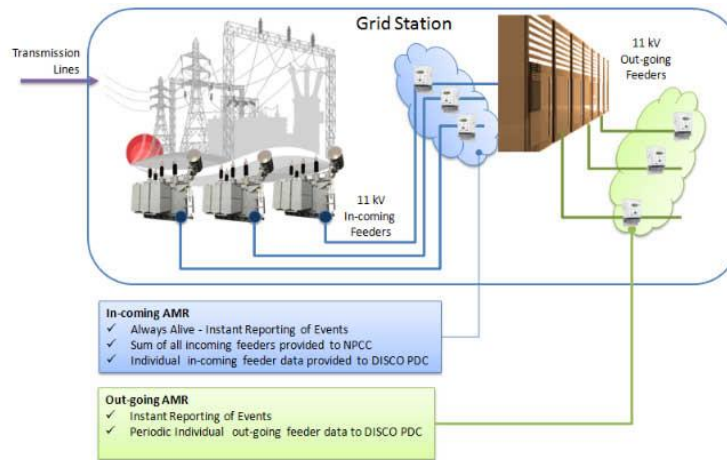 Grid Station
Transmission
Lines
11 kV
Out-going
Feeders
11 kV
In-coming
Feeders
In-coming AMR
✓ Always Alive - Instant Reporting of Events
✓ Sum of all incoming feeders provided to NPCC
✓ Individual in-coming feeder data provided to DISCO PDC
Out-going AMR
✓ Instant Reporting of Events
✓ Periodic Individual out-going feeder data to DISCO PDC